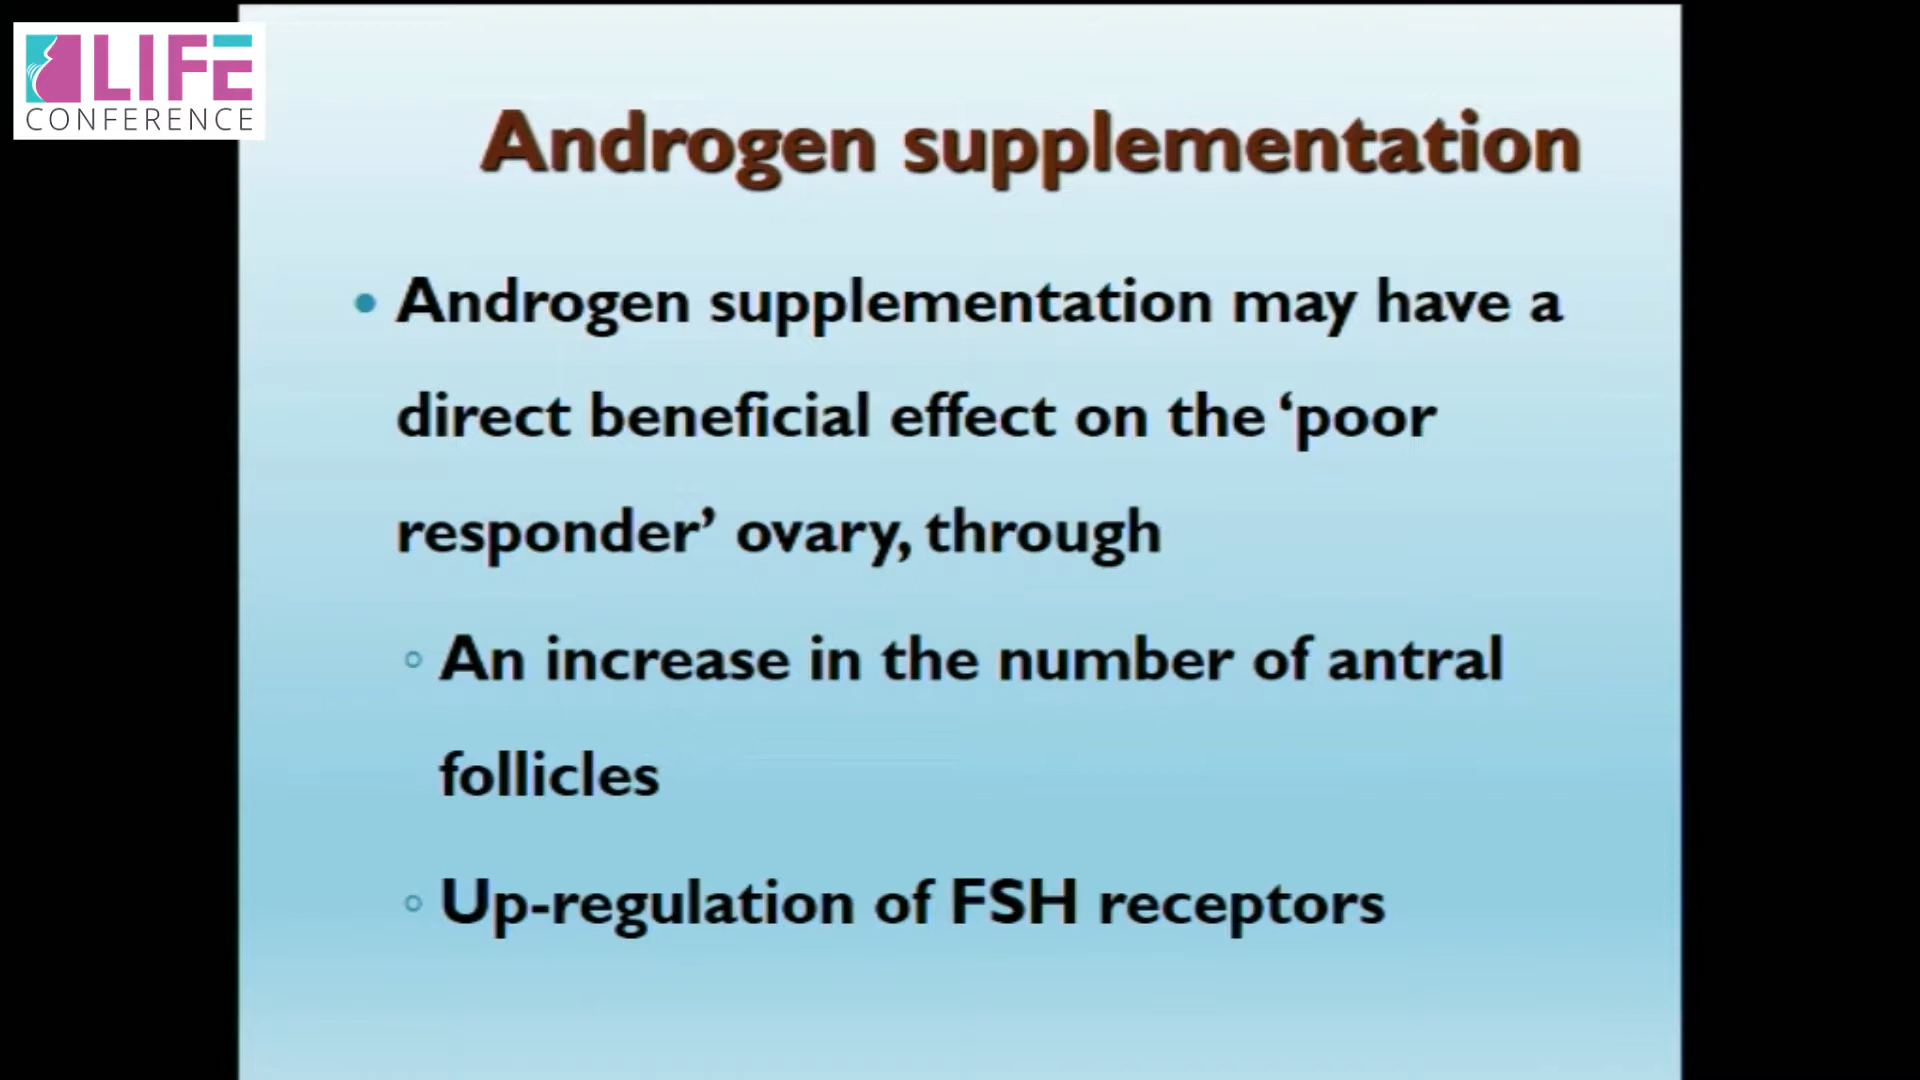 LIFE
CONFERENCE
Androgen supplementation
• Androgen supplementation may have a
direct beneficial effect on the ‘poor
responder’ ovary, through
◦ An increase in the number of antral
follicles
◦ Up-regulation of FSH receptors